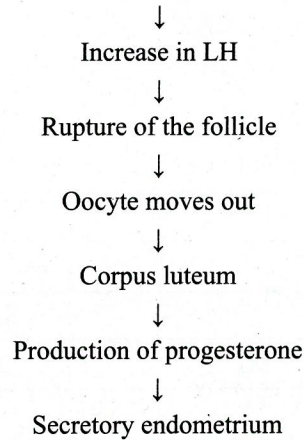 ↓
Increase in LH
↓
Rupture of the follicle
↓
Oocyte moves out
↓
Corpus luteum
↓
Production of progesterone
↓
Secretory endometrium